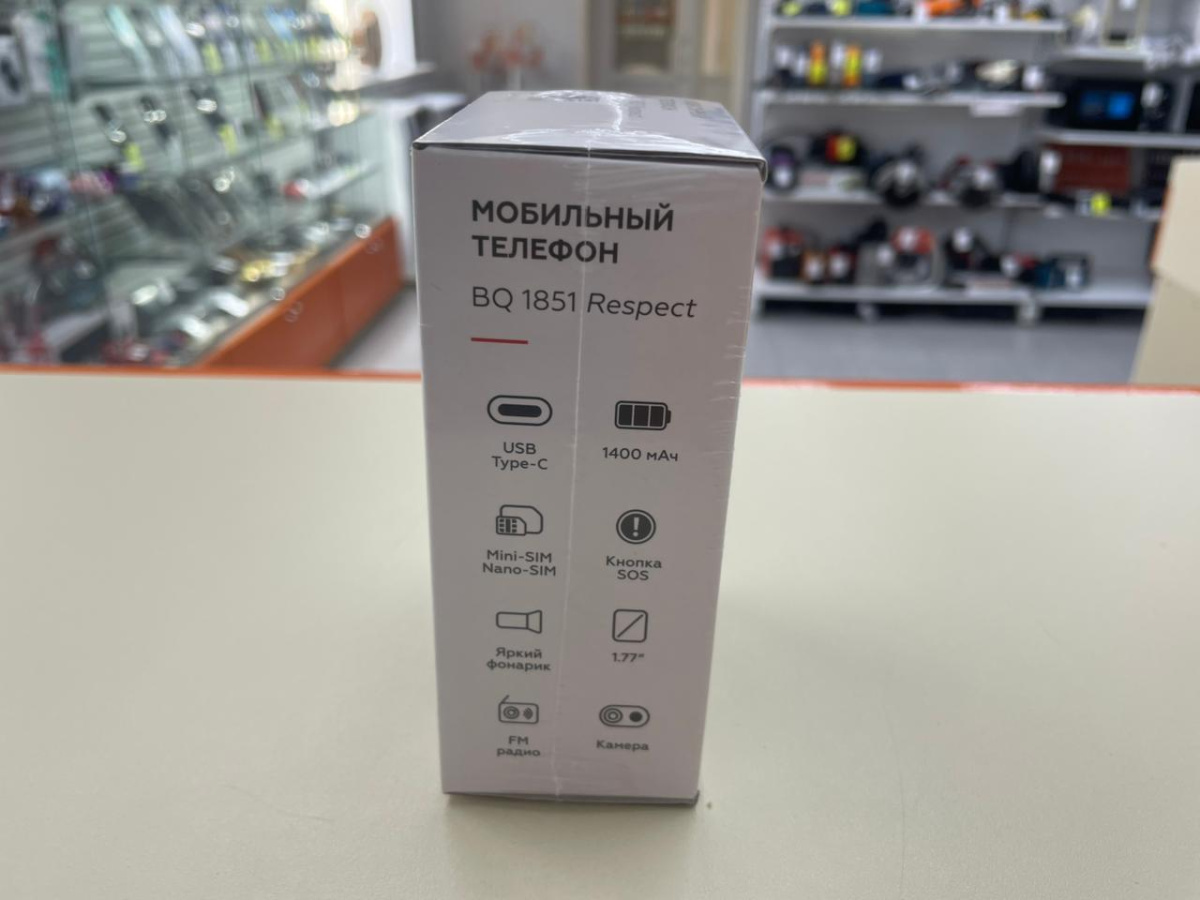 МОБИЛЬНЫЙ
ТЕЛЕФОН
BQ 1851 Respect
USB
Type-C
1400 мАч
Mini-SIM
Nano-SIM
Кнопка
SOS
Яркий
фонарик
1.77"
FM
радио
Камера